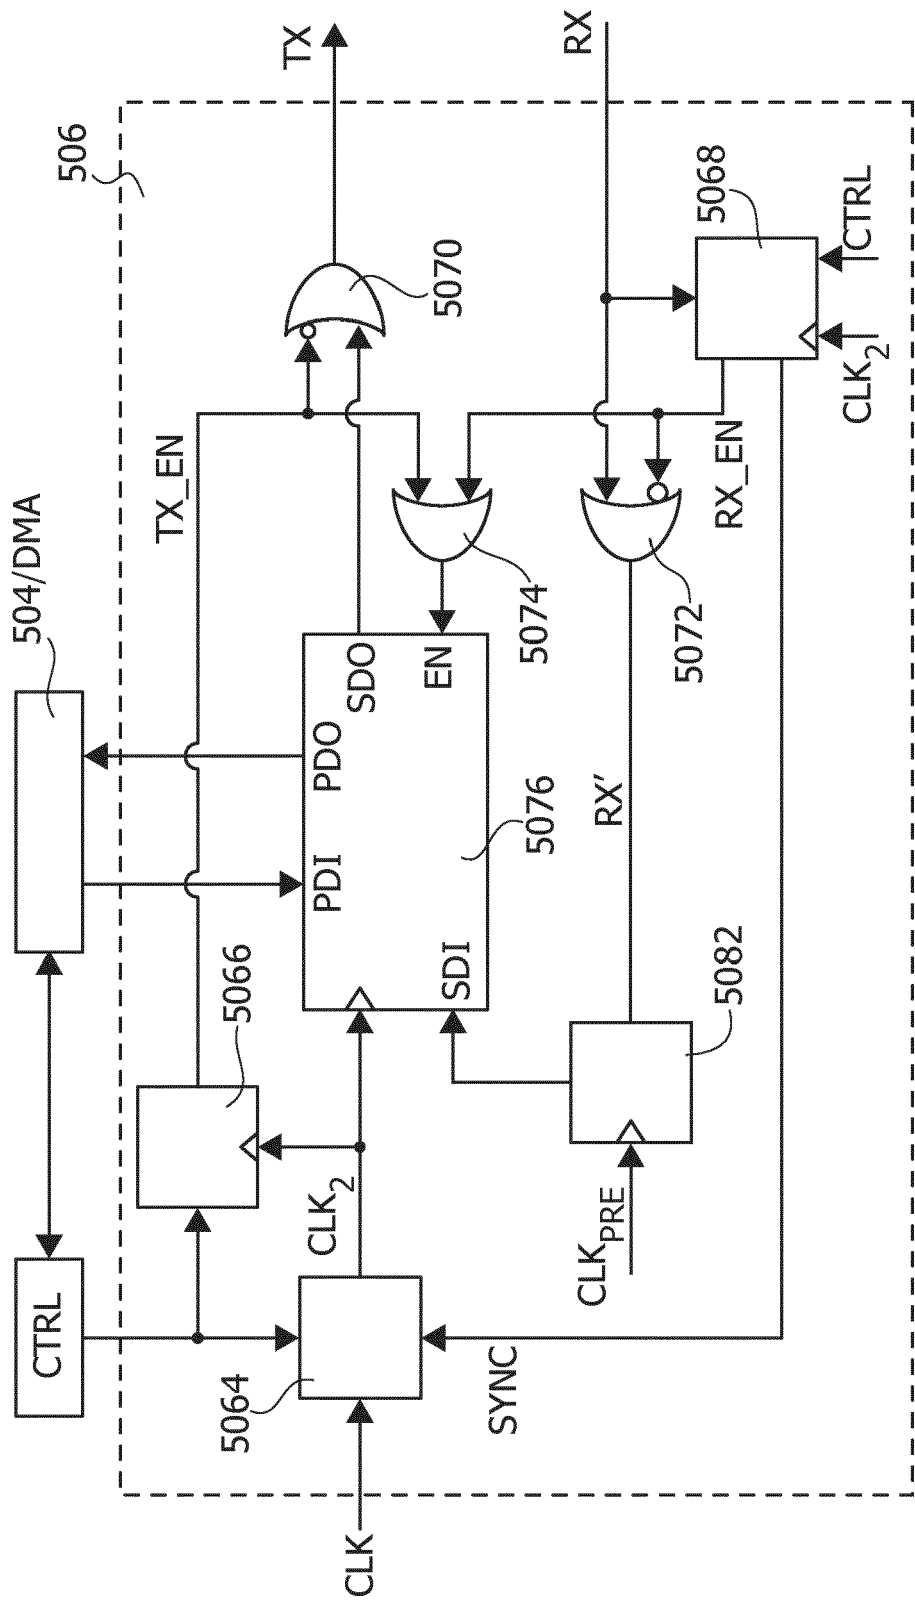 TX
RX
506
5068
CTRL
CLK2
5070
TX_EN
RX_EN
504/DMA
5074
5072
SDO
EN
PDO
PDI
SDI
5076
RX’
5066
5082
CLK2
CLKPRE
CTRL
5064
SYNC
CLK